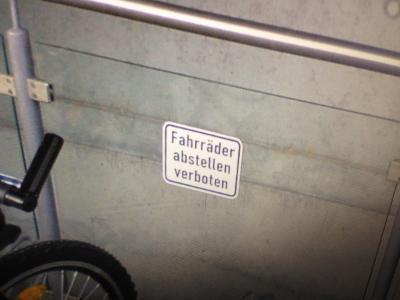 Fahrräder
abstellen
verboten